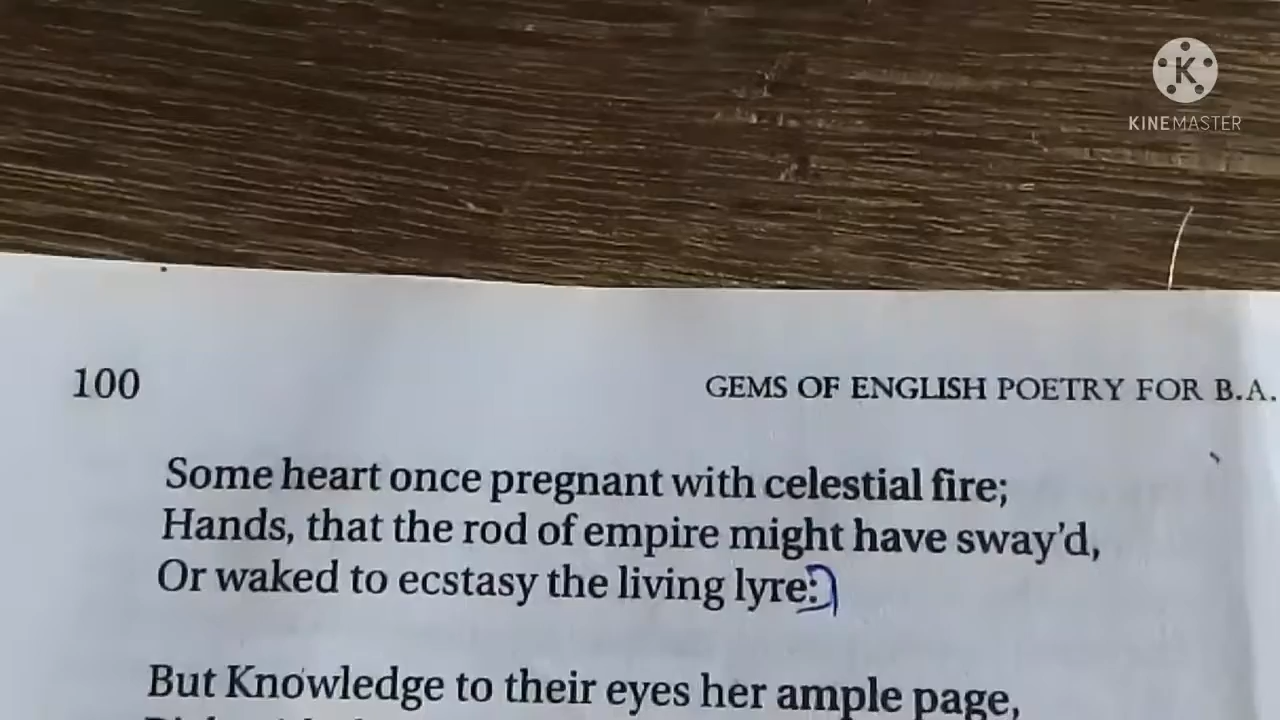 K
KINEMASTER
100
GEMS OF ENGLISH POETRY FOR B.A.
Some heart once pregnant with celestial fire;
Hands, that the rod of empire might have sway'd,
Or waked to ecstasy the living lyre:
But Knowledge to their eyes her ample page,